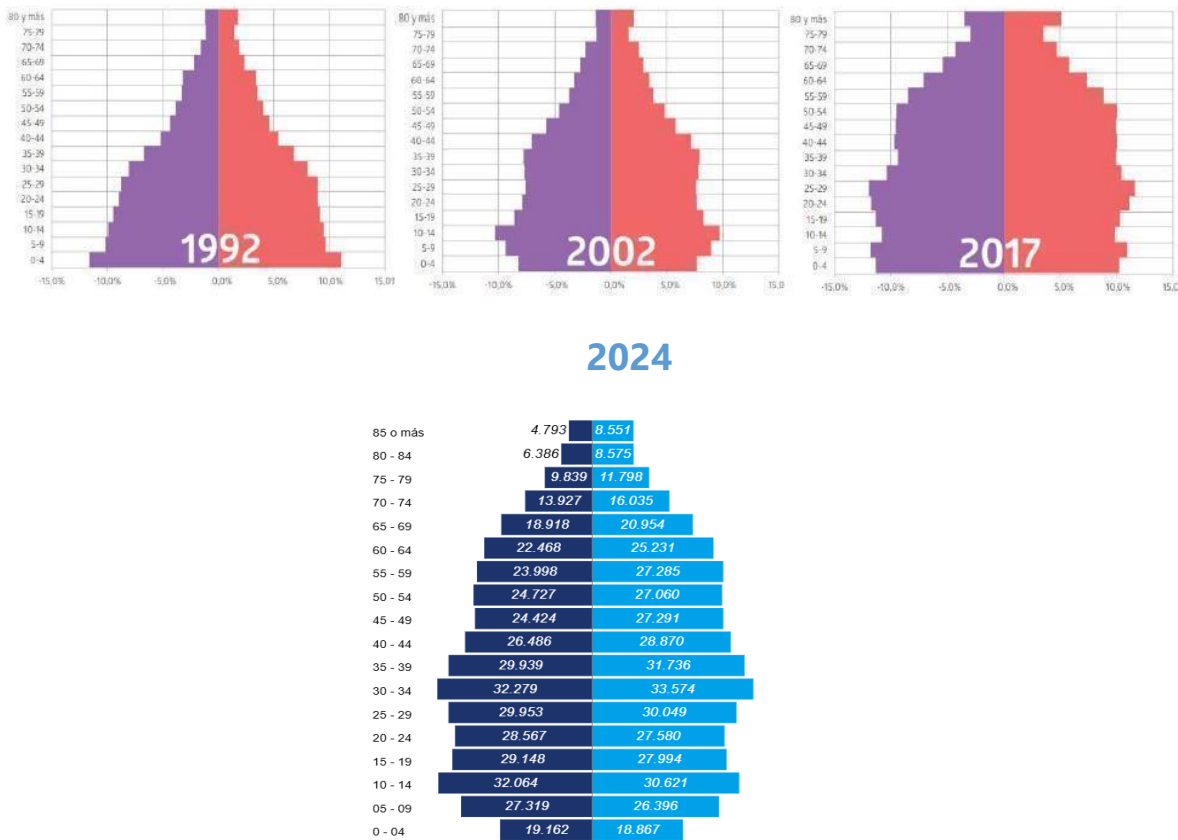 80 y más
75-79
70-74
65-69
60-64
55-59
50-54
45-49
40-44
35-39
30-34
25-29
20-24
15-19
10-14
5-9
0-4
1992
-15,0% -10,0% -5,0% 0,0% 5,0% 10,0% 15,01
80 y más
75-79
70-74
65-69
60-64
55-59
50-54
45-49
40-44
35-39
30-34
25-29
20-24
15-19
10-14
5-9
0-4
2002
-15,0% -10,0% -5,0% 0,0% 5,0% 10,0% 15,0
80 y más
75-79
70-74
65-69
60-64
55-59
50-54
45-49
40-44
35-39
30-34
25-29
20-24
15-19
10-14
5-9
0-4
2017
-15,0% -10,0% -5,0% 0,0% 5,0% 10,0% 15,0
2024
85 o más 4.793 8.551
80 - 84 6.386 8.575
75 - 79 9.839 11.798
70 - 74 13.927 16.035
65 - 69 18.918 20.954
60 - 64 22.468 25.231
55 - 59 23.998 27.285
50 - 54 24.727 27.060
45 - 49 24.424 27.291
40 - 44 26.486 28.870
35 - 39 29.939 31.736
30 - 34 32.279 33.574
25 - 29 29.953 30.049
20 - 24 28.567 27.580
15 - 19 29.148 27.994
10 - 14 32.064 30.621
05 - 09 27.319 26.396
0 - 04 19.162 18.867